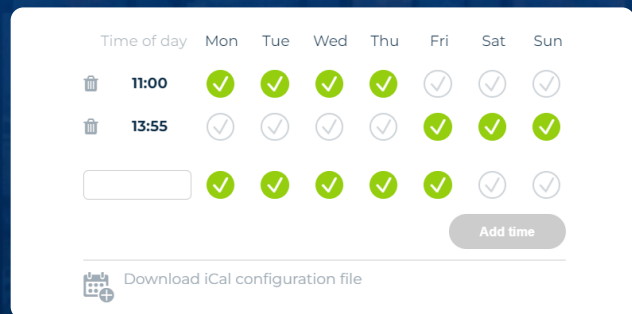 Time of day Mon Tue Wed Thu Fri Sat Sun
11:00
13:55
Add time
Download iCal configuration file